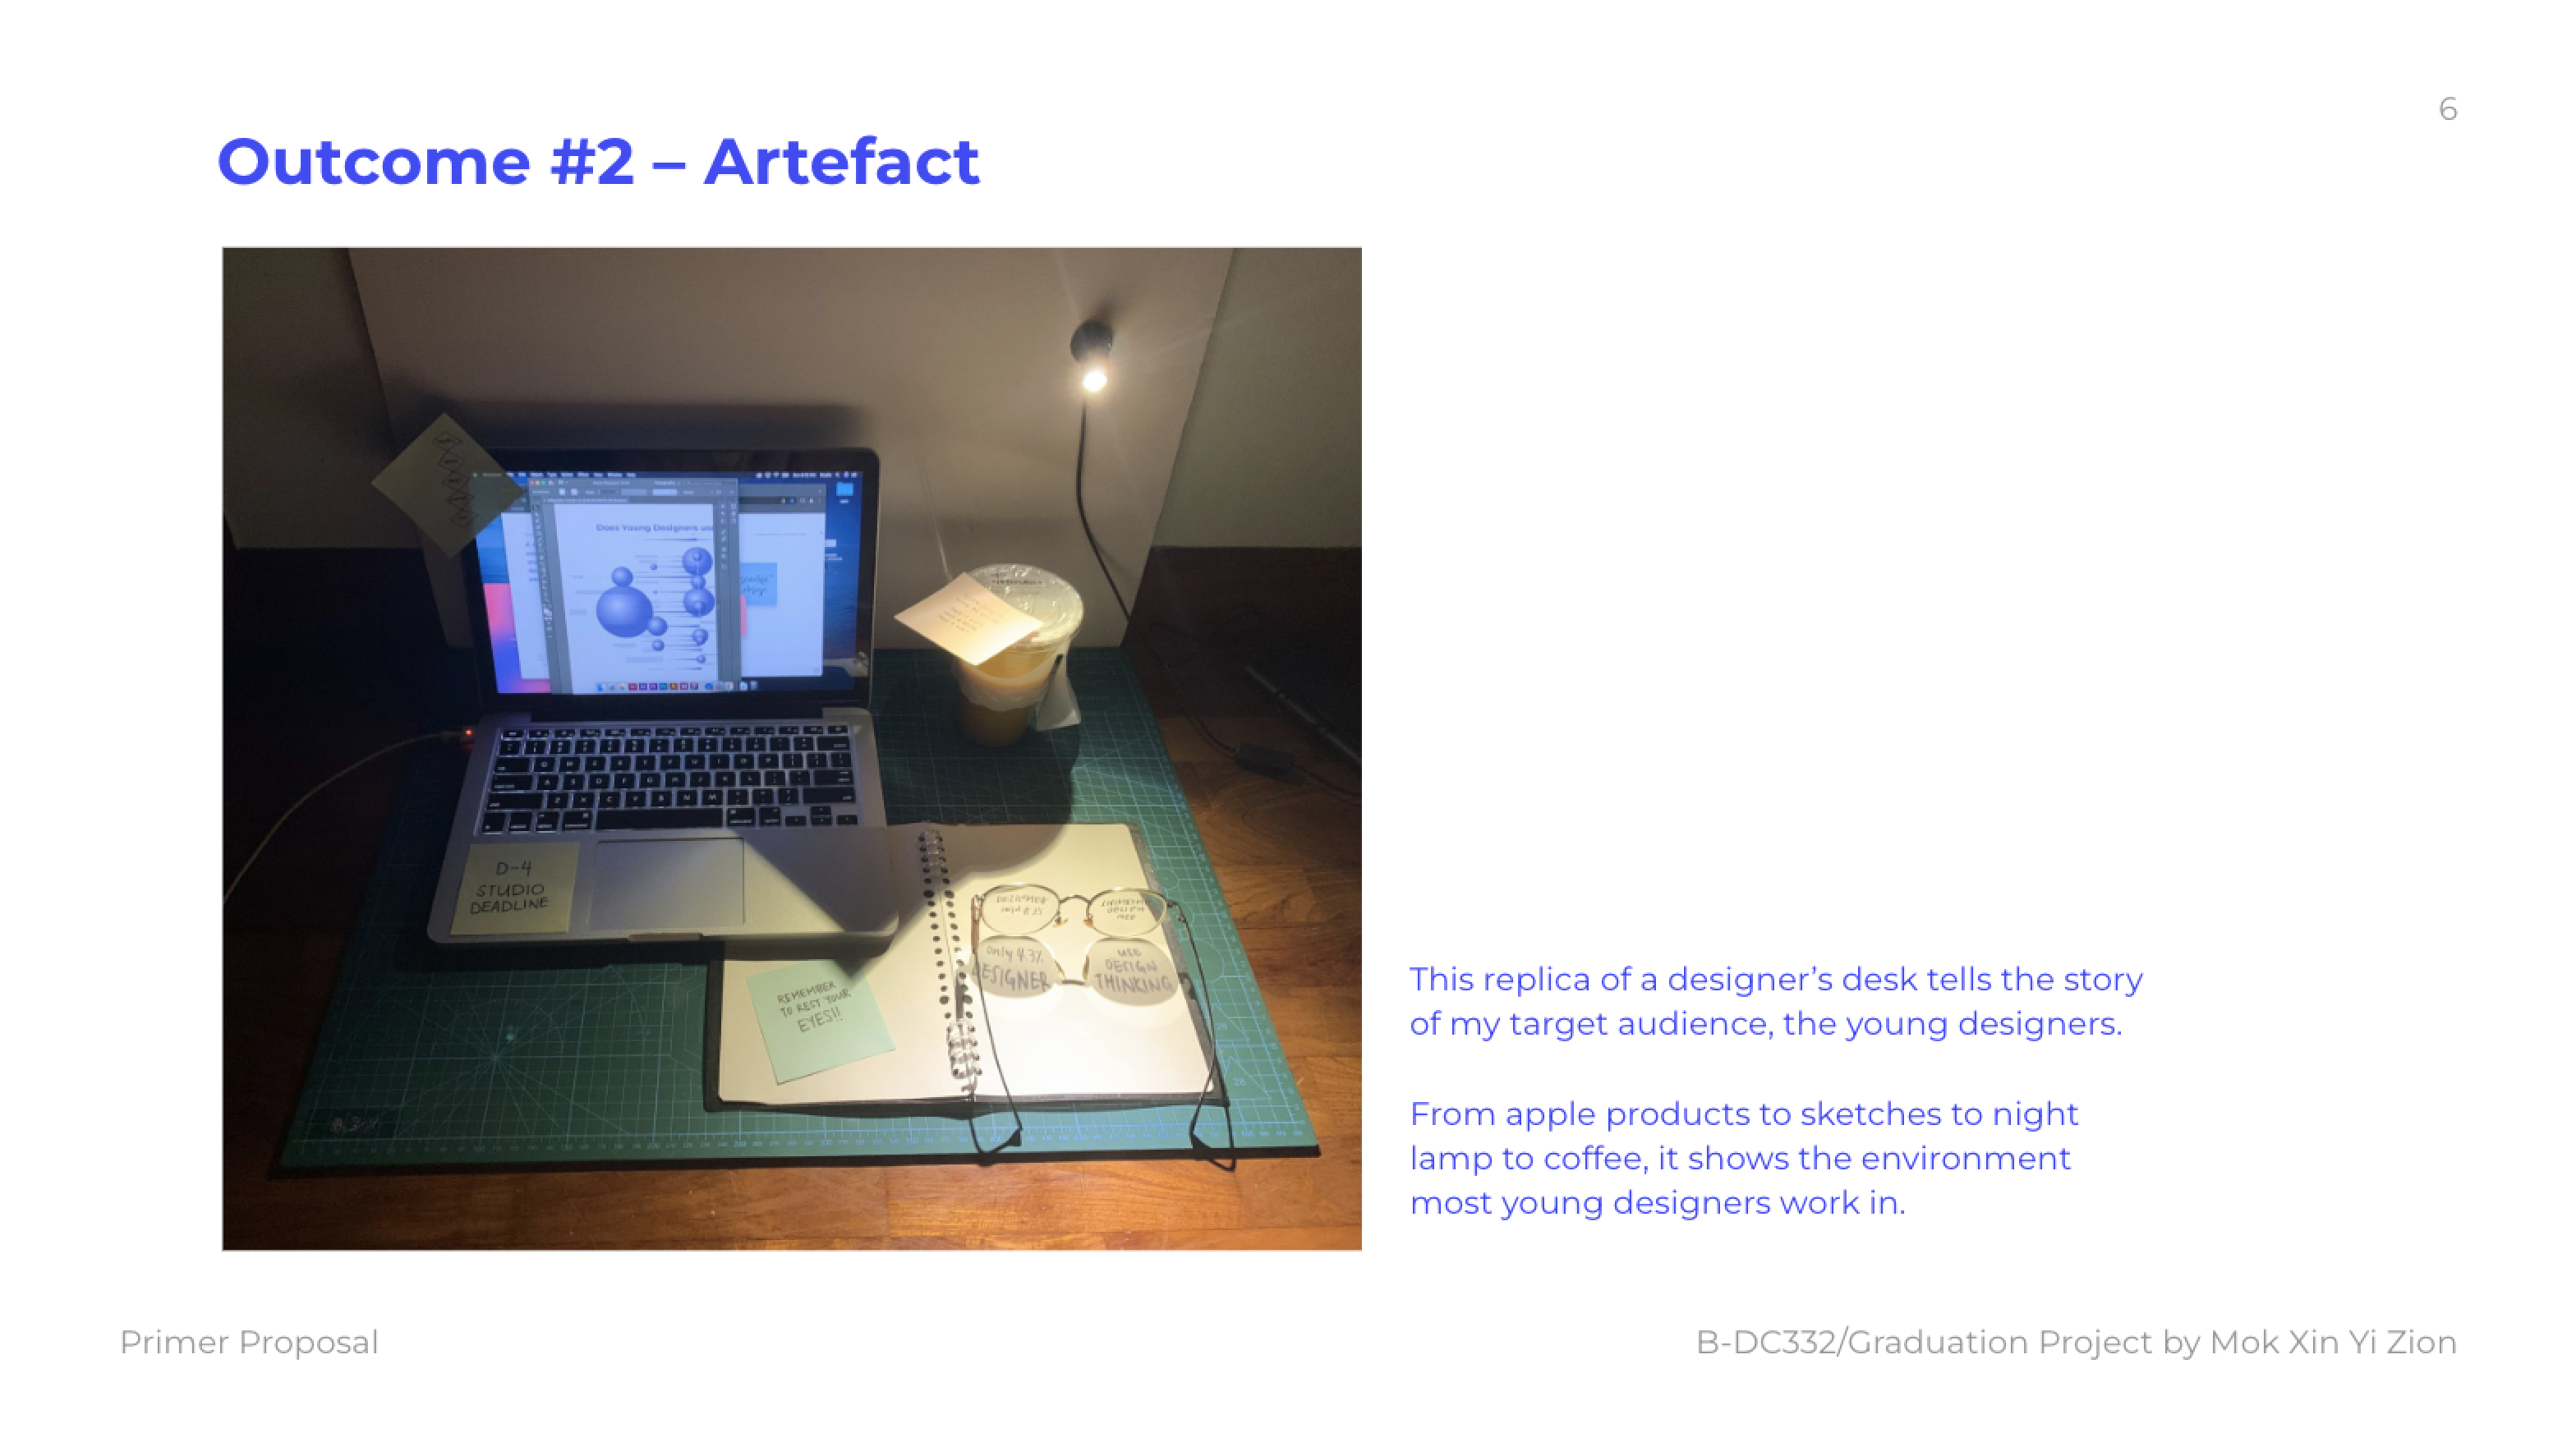 6
Outcome #2 – Artefact
Does Young Designers use
D-4
STUDIO
DEADLINE
REMEMBER
TO REST YOUR
EYES!!
only 4.3%
DESIGNER
USE
DESIGN
THINKING
This replica of a designer’s desk tells the story
of my target audience, the young designers.
From apple products to sketches to night
lamp to coffee, it shows the environment
most young designers work in.
Primer Proposal
B-DC332/Graduation Project by Mok Xin Yi Zion